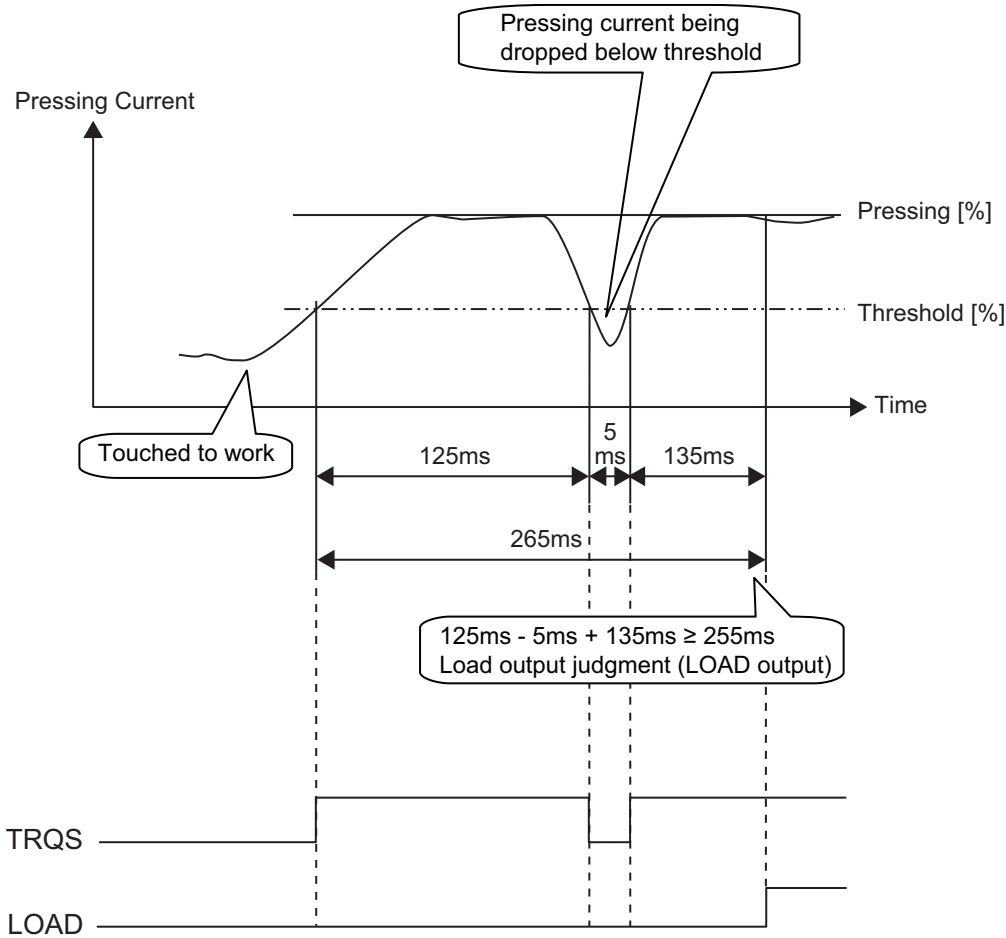 Pressing current being
dropped below threshold
Pressing Current
Pressing [%]
Threshold [%]
Time
Touched to work
125ms
5
ms
135ms
265ms
125ms - 5ms + 135ms ≥ 255ms
Load output judgment (LOAD output)
TRQS
LOAD